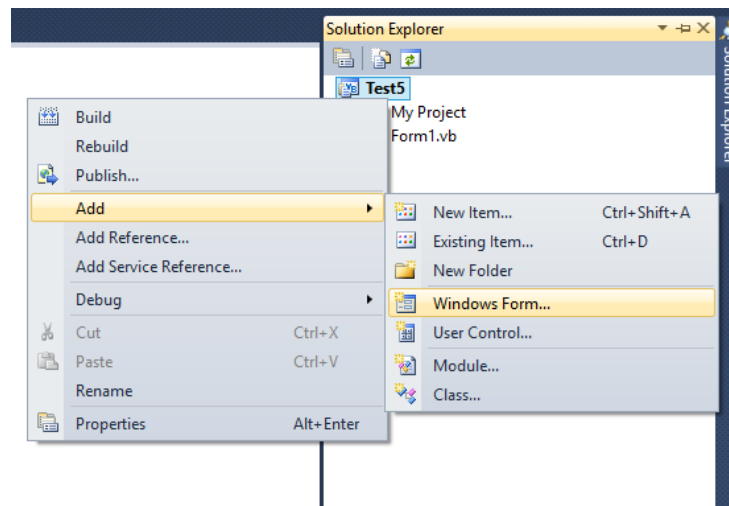 Solution Explorer
Test5
My Project
Form1.vb
Build
Rebuild
Publish...
Add
Add Reference...
Add Service Reference...
Debug
Cut Ctrl+X
Paste Ctrl+V
Rename
Properties Alt+Enter
New Item... Ctrl+Shift+A
Existing Item... Ctrl+D
New Folder
Windows Form...
User Control...
Module...
Class...
Solution Explorer